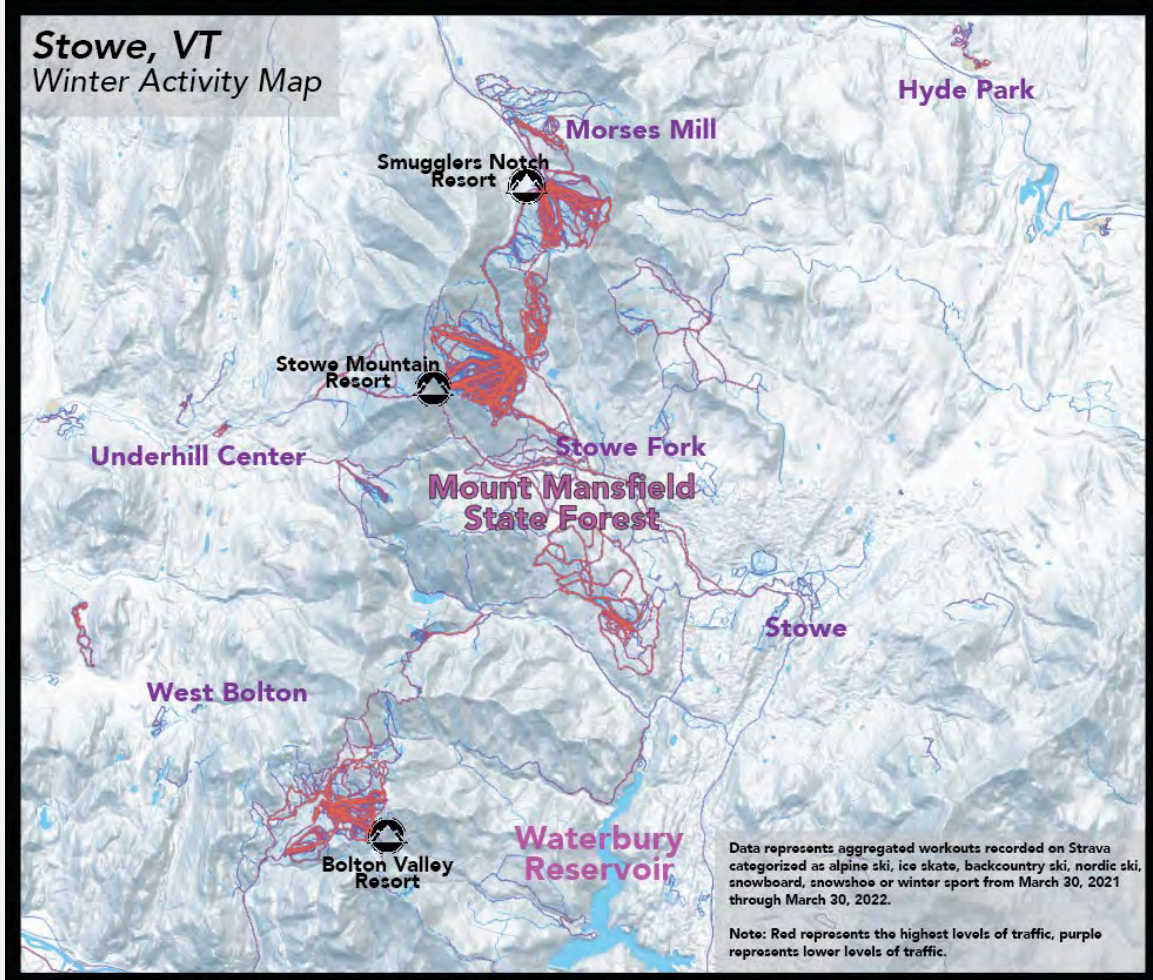 Stowe, VT
Winter Activity Map
Hyde Park
Morses Mill
Smugglers Notch
Resort
Stowe Mountain
Resort
Underhill Center
Stowe Fork
Mount Mansfield
State Forest
Stowe
West Bolton
Waterbury
Reservoir
Bolton Valley
Resort
Data represents aggregated workouts recorded on Strava
categorized as alpine ski, ice skate, backcountry ski, nordic ski,
snowboard, snowshoe or winter sport from March 30, 2021
through March 30, 2022.
Note: Red represents the highest levels of traffic, purple
represents lower levels of traffic.